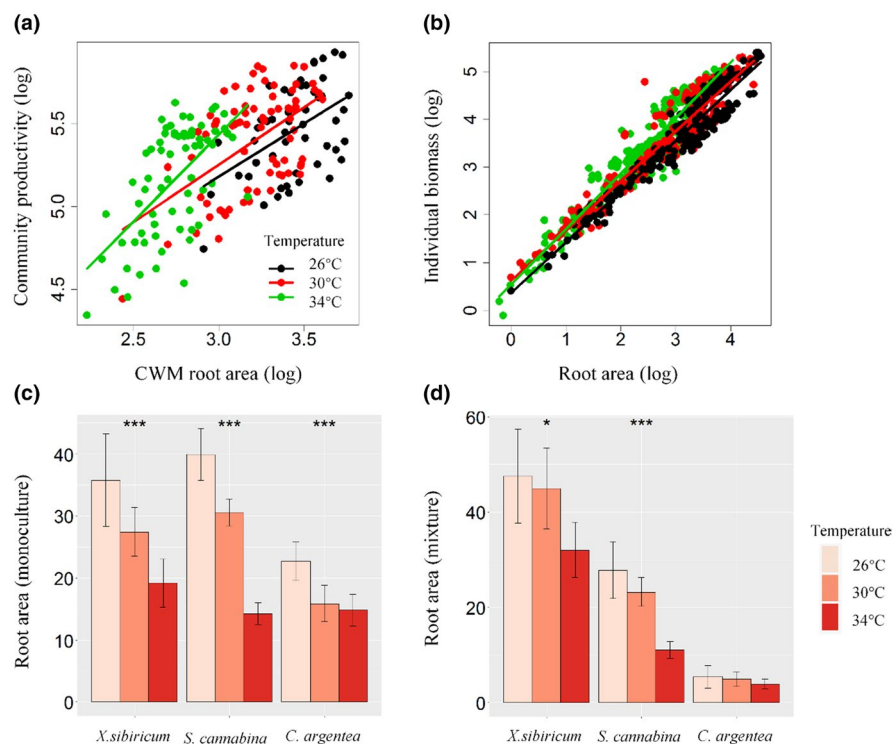 (a)
Community productivity (log)
5.5
5.0
4.5
2.5 3.0 3.5
CWM root area (log)
Temperature
26°C
30°C
34°C
(b)
Individual biomass (log)
5
4
3
2
1
0
0 1 2 3 4
Root area (log)
(c)
Root area (monoculture)
40
30
20
10
0
*** *** ***
X.sibiricum S. cannabina C. argentea
(d)
Root area (mixture)
60
40
20
0
* ***
X.sibiricum S. cannabina C. argentea
Temperature
26°C
30°C
34°C